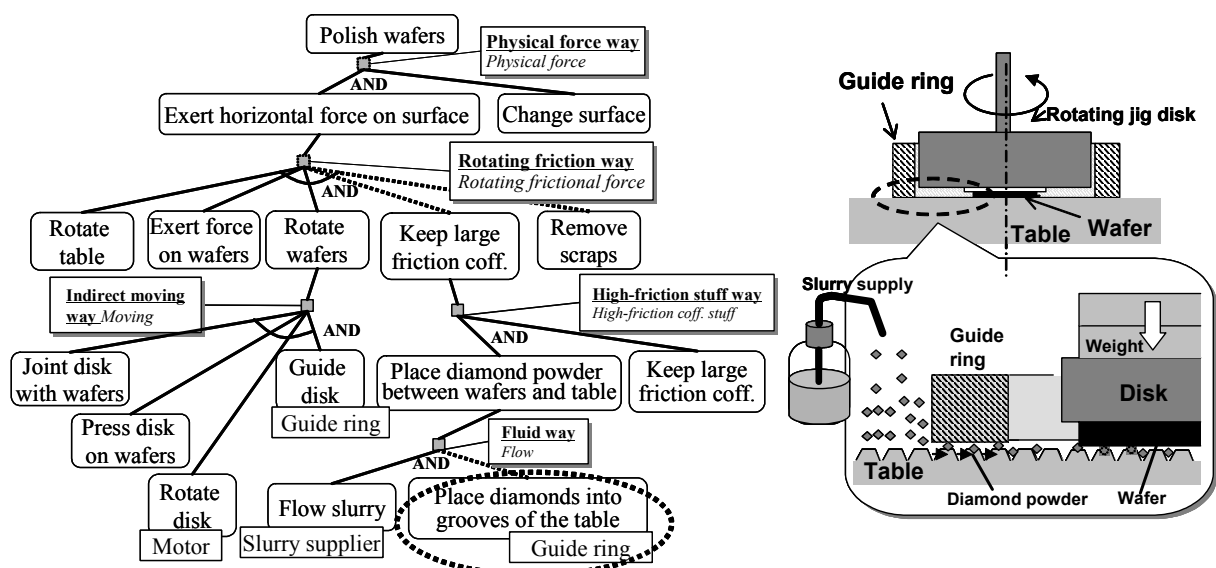 Polish wafers
Physical force way
Physical force
AND
Exert horizontal force on surface
Change surface
Rotating friction way
Rotating frictional force
AND
Rotate
table
Exert force
on wafers
Rotate
wafers
Keep large
friction coff.
Remove
scraps
Indirect moving
way Moving
High-friction stuff way
High-friction coff. stuff
AND
AND
Joint disk
with wafers
Guide
disk
Guide ring
Place diamond powder
between wafers and table
Keep large
friction coff.
Press disk
on wafers
Fluid way
Flow
AND
Rotate
disk
Motor
Flow slurry
Slurry supplier
Place diamonds into
grooves of the table
Guide ring
Guide ring
Rotating jig disk
Table
Wafer
Slurry supply
Guide
ring
Weight
Disk
Table
Diamond powder
Wafer